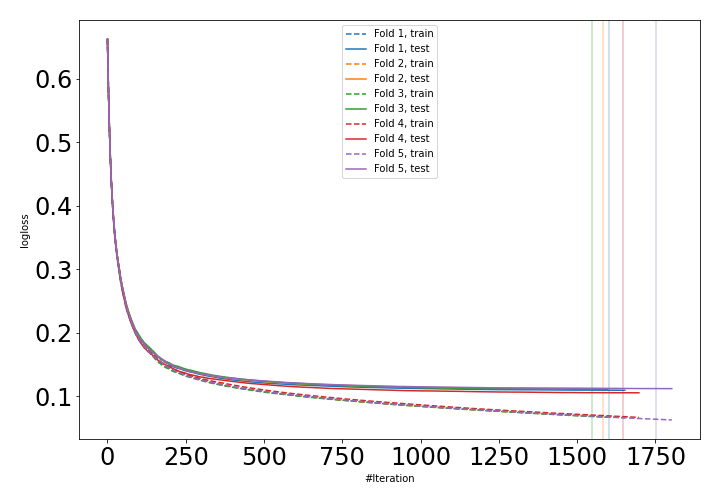 Fold 1, train
Fold 1, test
Fold 2, train
Fold 2, test
Fold 3, train
Fold 3, test
Fold 4, train
Fold 4, test
Fold 5, train
Fold 5, test
logloss
0.6
0.5
0.4
0.3
0.2
0.1
0 250 500 750 1000 1250 1500 1750
#Iteration